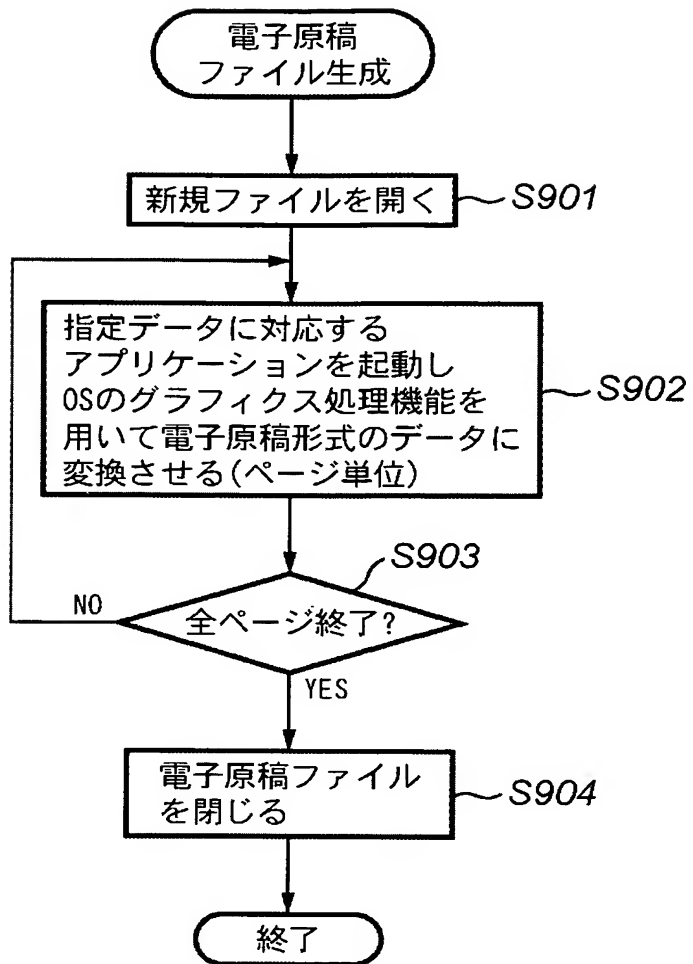 電子原稿
ファイル生成
新規ファイルを開く
S901
指定データに対応する
アプリケーションを起動し
OSのグラフィクス処理機能を
用いて電子原稿形式のデータに
変換させる(ページ単位)
S902
S903
全ページ終了?
NO
YES
電子原稿ファイル
を閉じる
S904
終了